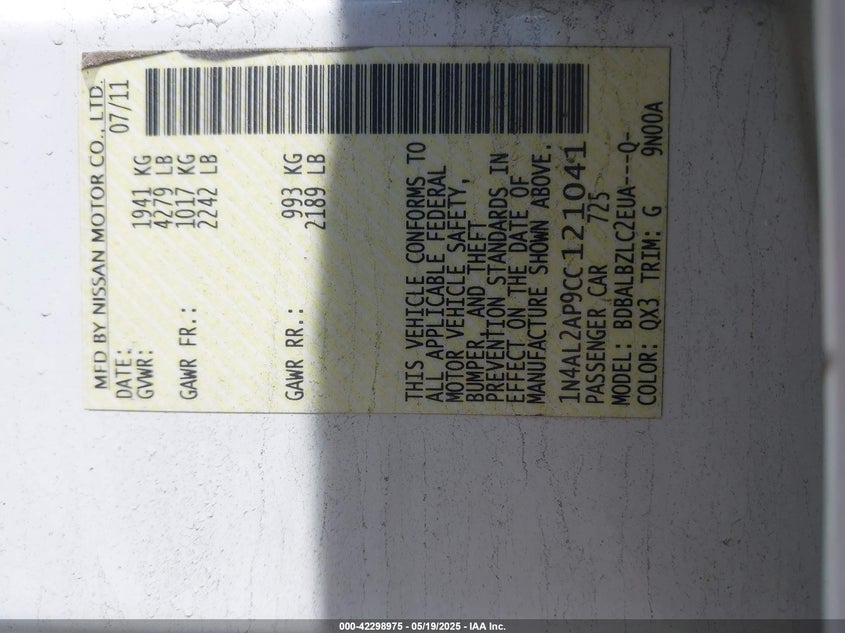 MFD BY NISSAN MOTOR CO., LTD.
DATE: 07/11
GVWR: 1941 KG
4279 LB
GAWR FR.: 1017 KG
2242 LB
GAWR RR.: 993 KG
2189 LB
THIS VEHICLE CONFORMS TO
ALL APPLICABLE FEDERAL
MOTOR VEHICLE SAFETY,
BUMPER, AND THEFT
PREVENTION STANDARDS IN
EFFECT ON THE DATE OF
MANUFACTURE SHOWN ABOVE.
1N4AL2AP9CC121041
PASSENGER CAR 725
MODEL: BDBALBZLC2EUA---Q-
COLOR: QX3 TRIM: G 9N00A
000-42298975 - 05/19/2025 - IAA Inc.